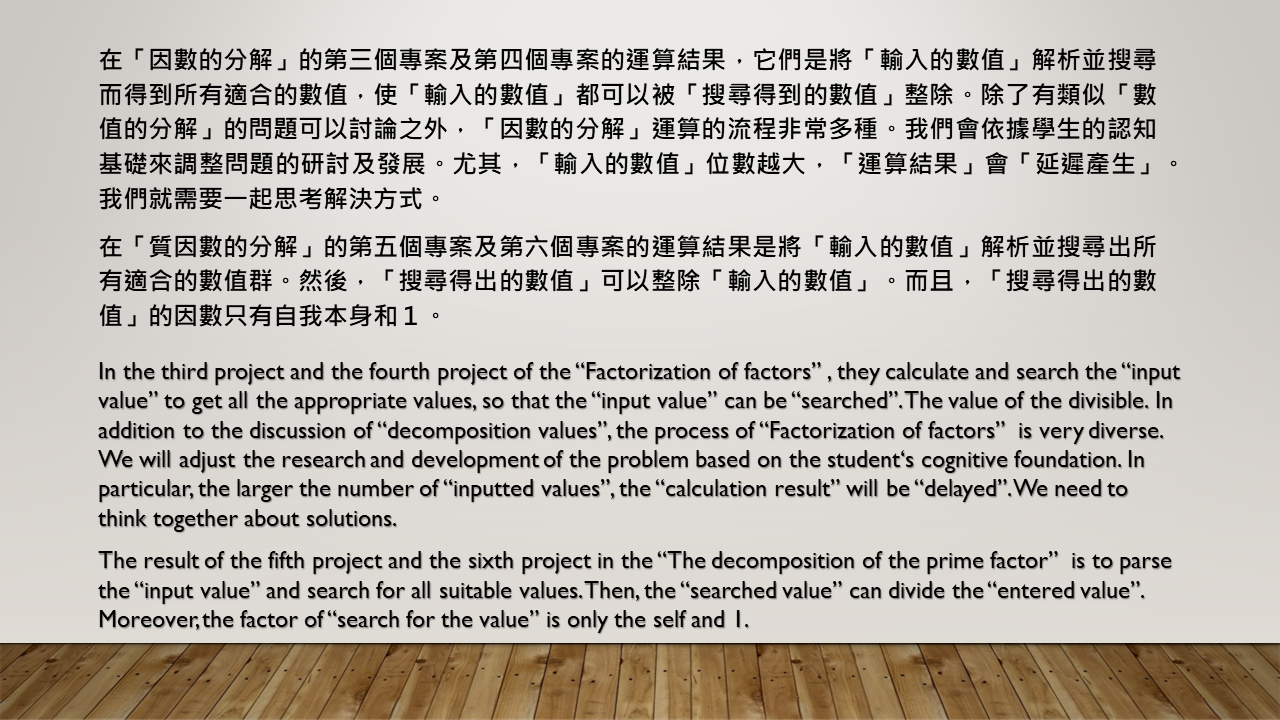 在「因數的分解」的第三個專案及第四個專案的運算結果，它們是將「輸入的數值」解析並搜尋
而得到所有適合的數值，使「輸入的數值」都可以被「搜尋得到的數值」整除。除了有類似「數
值的分解」的問題可以討論之外，「因數的分解」運算的流程非常多種。我們會依據學生的認知
基礎來調整問題的研討及發展。尤其，「輸入的數值」位數越大，「運算結果」會「延遲產生」。
我們就需要一起思考解決方式。
在「質因數的分解」的第五個專案及第六個專案的運算結果是將「輸入的數值」解析並搜尋出所
有適合的數值群。然後，「搜尋得出的數值」可以整除「輸入的數值」。而且，「搜尋得出的數
值」的因數只有自我本身和１。
In the third project and the fourth project of the “Factorization of factors” , they calculate and search the “input
value” to get all the appropriate values, so that the “input value” can be “searched”. The value of the divisible. In
addition to the discussion of “decomposition values”, the process of “Factorization of factors”  is very diverse.
We will adjust the research and development of the problem based on the student‘s cognitive foundation. In
particular, the larger the number of “inputted values”, the “calculation result” will be “delayed”. We need to
think together about solutions.
The result of the fifth project and the sixth project in the “The decomposition of the prime factor”  is to parse
the “input value” and search for all suitable values. Then, the “searched value” can divide the “entered value”.
Moreover, the factor of “search for the value” is only the self and 1.